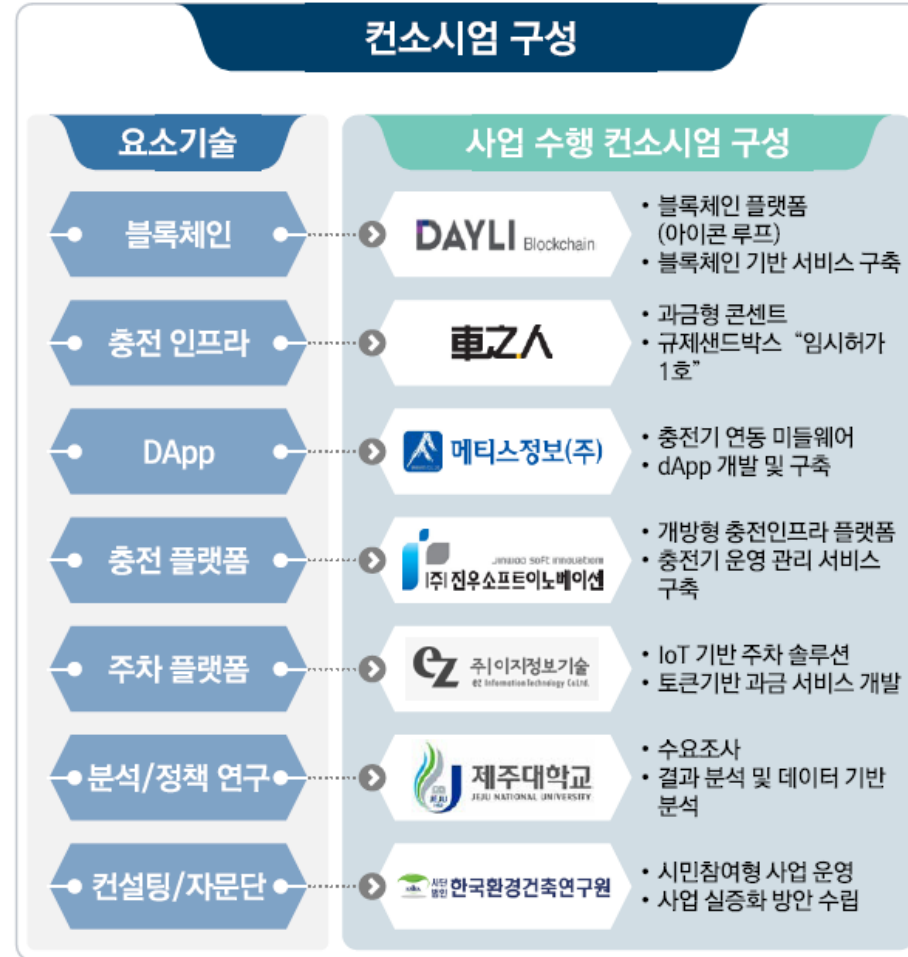 컨소시엄 구성
요소기술
사업 수행 컨소시엄 구성
블록체인
DAYLI Blockchain
• 블록체인 플랫폼
(아이콘 루프)
• 블록체인 기반 서비스 구축
충전 인프라
車之人
• 과금형 콘센트
• 규제샌드박스 “임시허가
1호”
DApp
메티스정보(주)
• 충전기 연동 미들웨어
• dApp 개발 및 구축
충전 플랫폼
Jinwoo Soft Innovation
(주)진우소프트이노베이션
• 개방형 충전인프라 플랫폼
• 충전기 운영 관리 서비스
구축
주차 플랫폼
ez 주)이지정보기술
ez Information Technology Co.Ltd.
• IoT 기반 주차 솔루션
• 토큰기반 과금 서비스 개발
분석/정책 연구
제주대학교
JEJU NATIONAL UNIVERSITY
• 수요조사
• 결과 분석 및 데이터 기반
분석
컨설팅/자문단
사단법인 한국환경건축연구원
• 시민참여형 사업 운영
• 사업 실증화 방안 수립